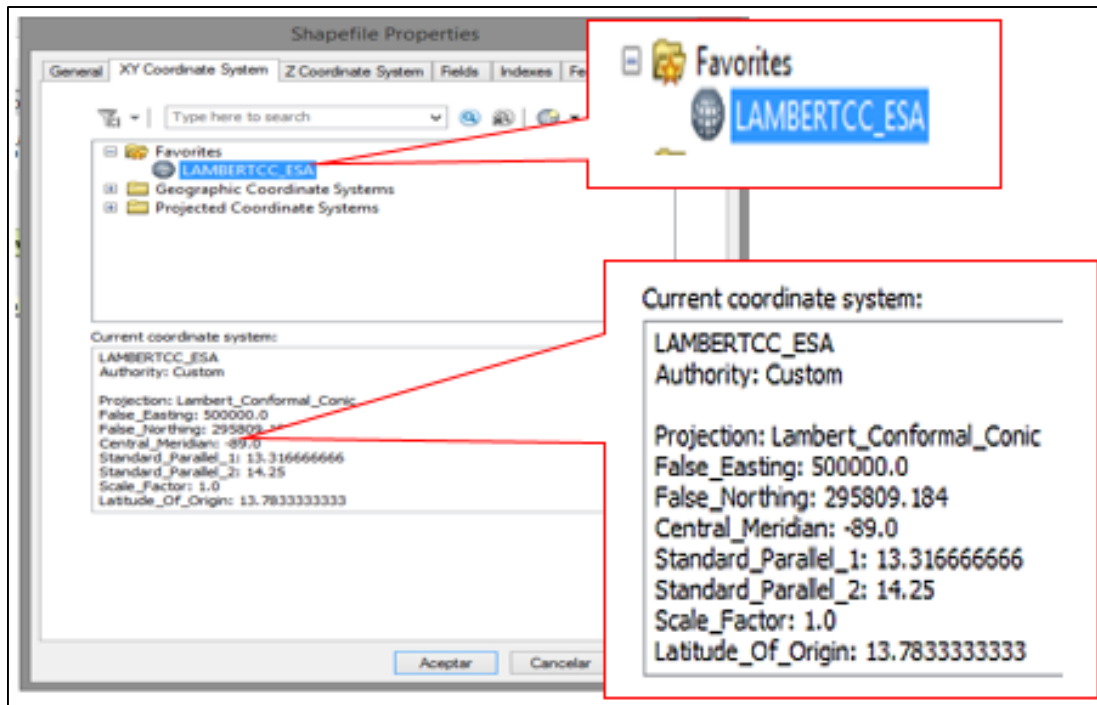 Shapefile Properties
General XY Coordinate System Z Coordinate System Fields Indexes Fe
Type here to search
Favorites
LAMBERTCC_ESA
Geographic Coordinate Systems
Projected Coordinate Systems
Current coordinate system:
LAMBERTCC_ESA
Authority: Custom
Projection: Lambert_Conformal_Conic
False_Easting: 500000.0
False_Northing: 295809.1
Central_Meridian: -89.0
Standard_Parallel_1: 13.316666666
Standard_Parallel_2: 14.25
Scale_Factor: 1.0
Latitude_Of_Origin: 13.7833333333
Aceptar Cancelar
Favorites
LAMBERTCC_ESA
Current coordinate system:
LAMBERTCC_ESA
Authority: Custom
Projection: Lambert_Conformal_Conic
False_Easting: 500000.0
False_Northing: 295809.184
Central_Meridian: -89.0
Standard_Parallel_1: 13.316666666
Standard_Parallel_2: 14.25
Scale_Factor: 1.0
Latitude_Of_Origin: 13.7833333333